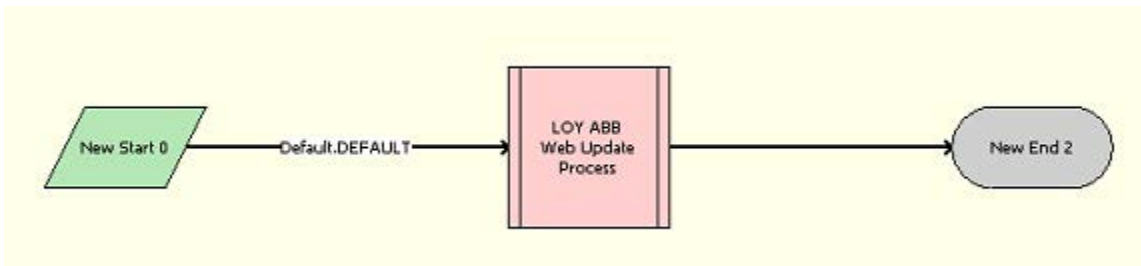 New Start 0
Default.DEFAULT
LOY ABB
Web Update
Process
New End 2